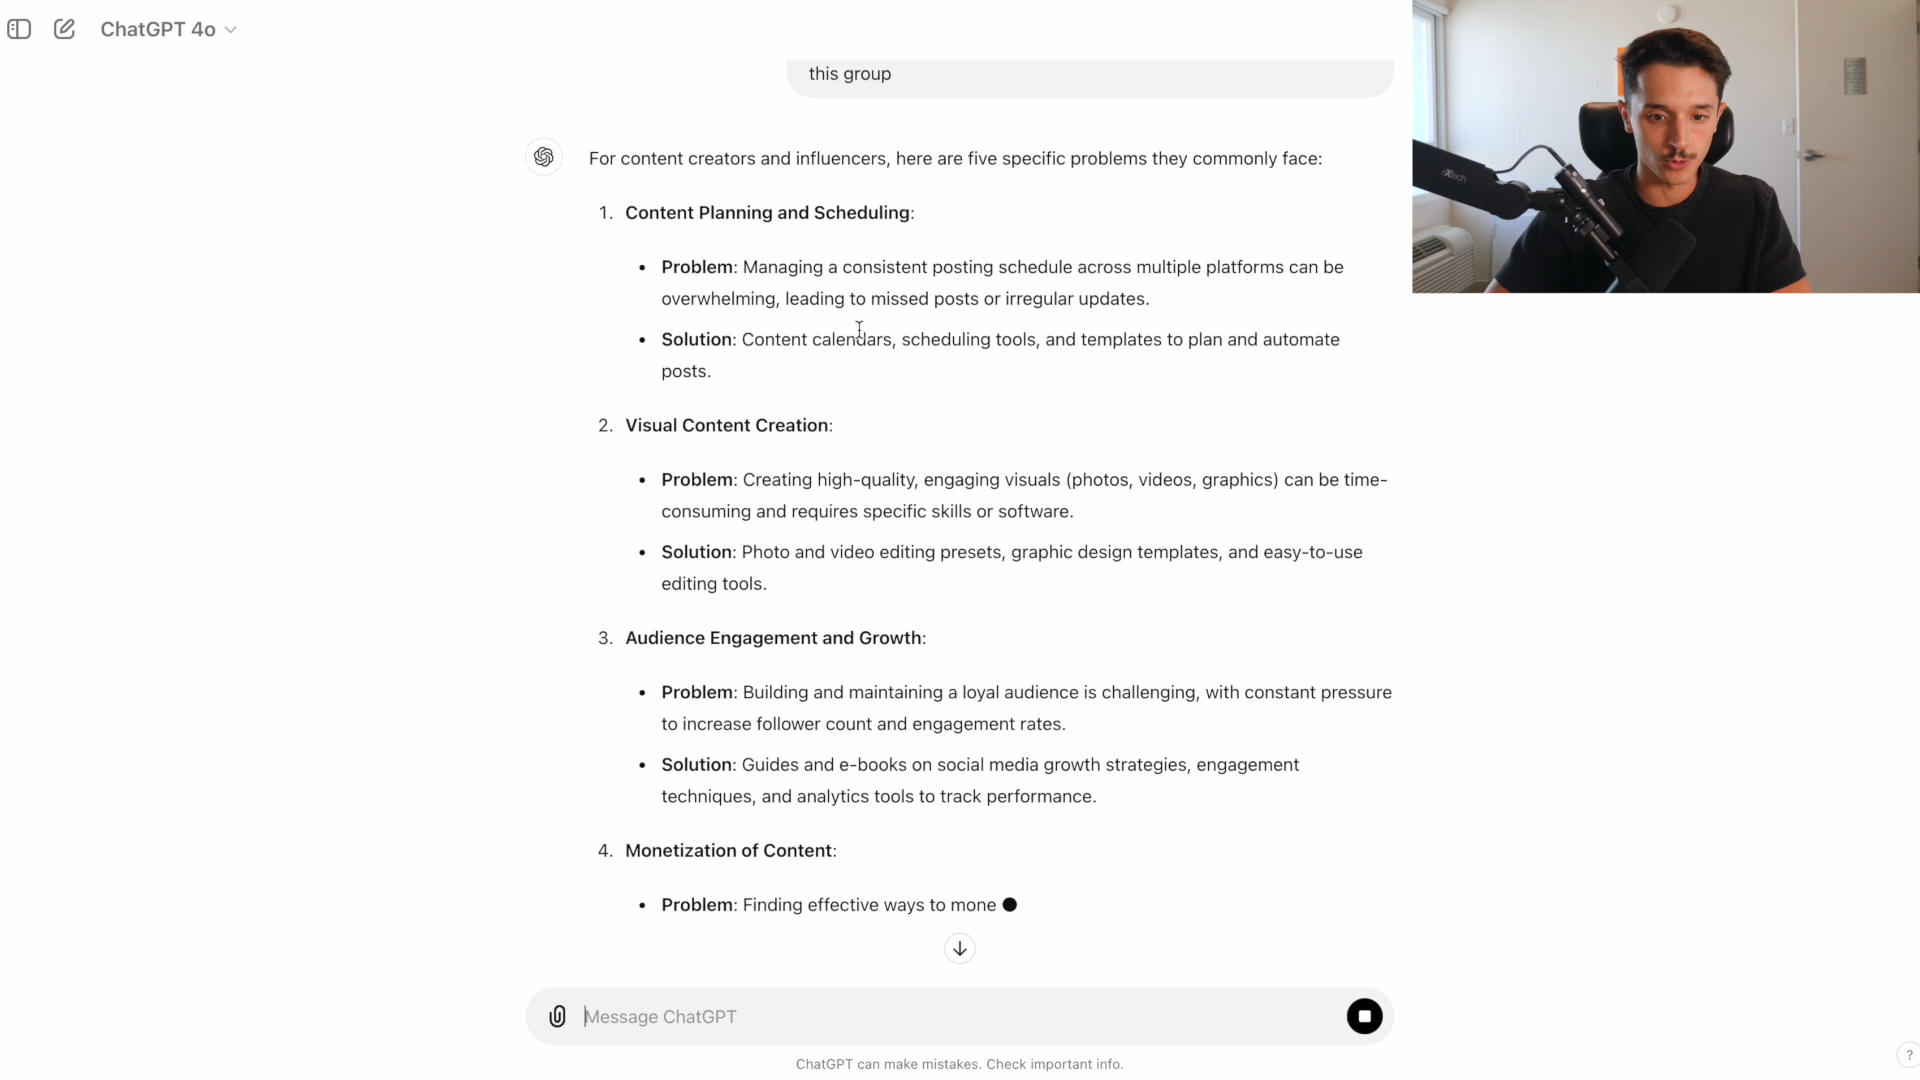 ChatGPT 4o
this group
For content creators and influencers, here are five specific problems they commonly face:
1. Content Planning and Scheduling:
• Problem: Managing a consistent posting schedule across multiple platforms can be
overwhelming, leading to missed posts or irregular updates.
• Solution: Content calendars, scheduling tools, and templates to plan and automate
posts.
2. Visual Content Creation:
• Problem: Creating high-quality, engaging visuals (photos, videos, graphics) can be time-
consuming and requires specific skills or software.
• Solution: Photo and video editing presets, graphic design templates, and easy-to-use
editing tools.
3. Audience Engagement and Growth:
• Problem: Building and maintaining a loyal audience is challenging, with constant pressure
to increase follower count and engagement rates.
• Solution: Guides and e-books on social media growth strategies, engagement
techniques, and analytics tools to track performance.
4. Monetization of Content:
• Problem: Finding effective ways to mone
Message ChatGPT
ChatGPT can make mistakes. Check important info.
?